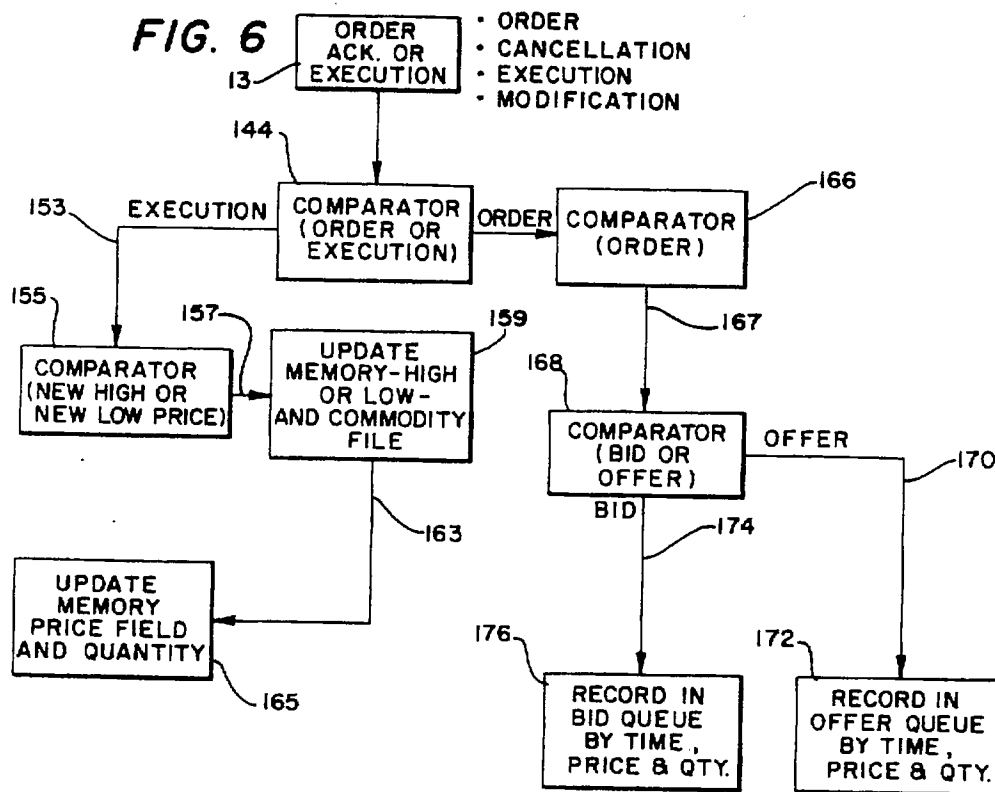 FIG. 6
ORDER
ACK. OR
EXECUTION
13
• ORDER
• CANCELLATION
• EXECUTION
• MODIFICATION
144
COMPARATOR
(ORDER OR
EXECUTION)
EXECUTION
153
ORDER
COMPARATOR
(ORDER)
166
167
155
COMPARATOR
(NEW HIGH OR
NEW LOW PRICE)
157
UPDATE
MEMORY-HIGH
OR LOW-
AND COMMODITY
FILE
159
163
UPDATE
MEMORY
PRICE FIELD
AND QUANTITY
165
168
COMPARATOR
(BID OR
OFFER)
OFFER
170
BID
174
176
RECORD IN
BID QUEUE
BY TIME,
PRICE & QTY.
172
RECORD IN
OFFER QUEUE
BY TIME,
PRICE & QTY.